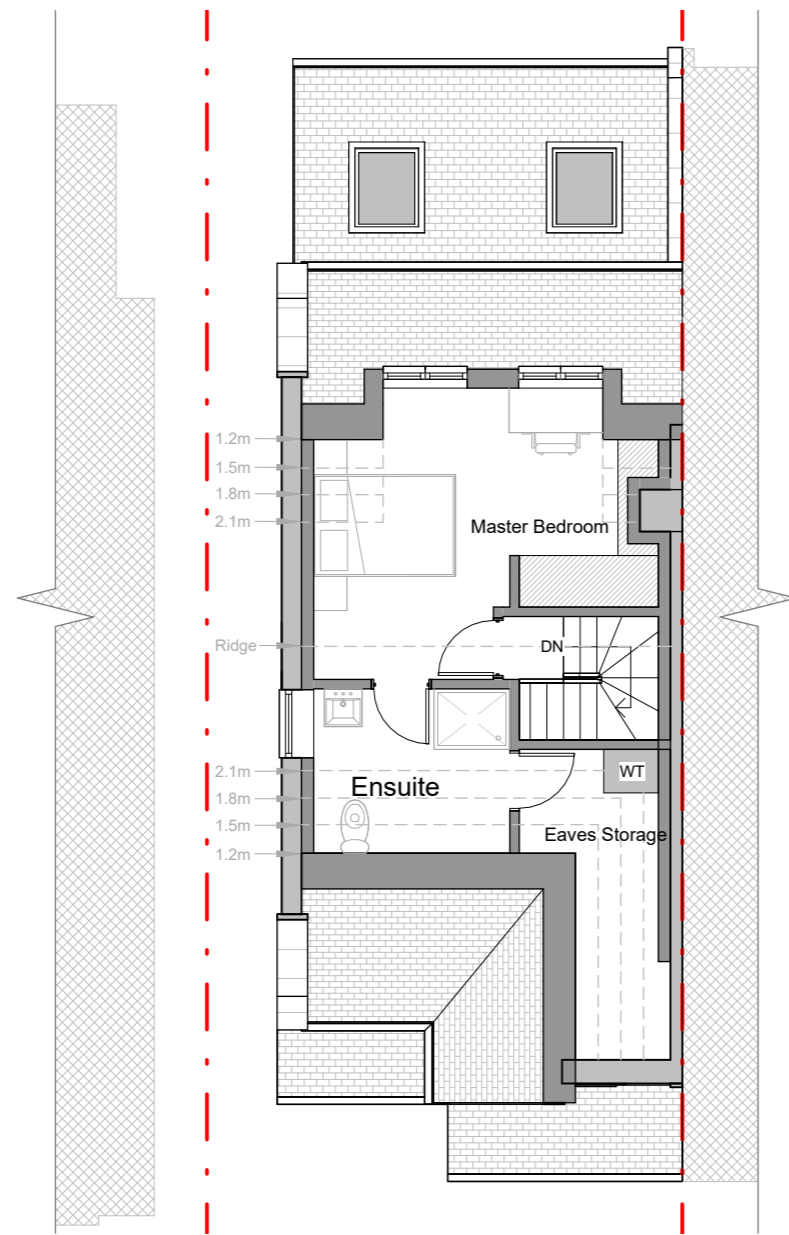 1.2m
1.5m
1.8m
2.1m
Master Bedroom
Ridge
DN
2.1m
WT
Ensuite
1.8m
1.5m
Eaves Storage
1.2m